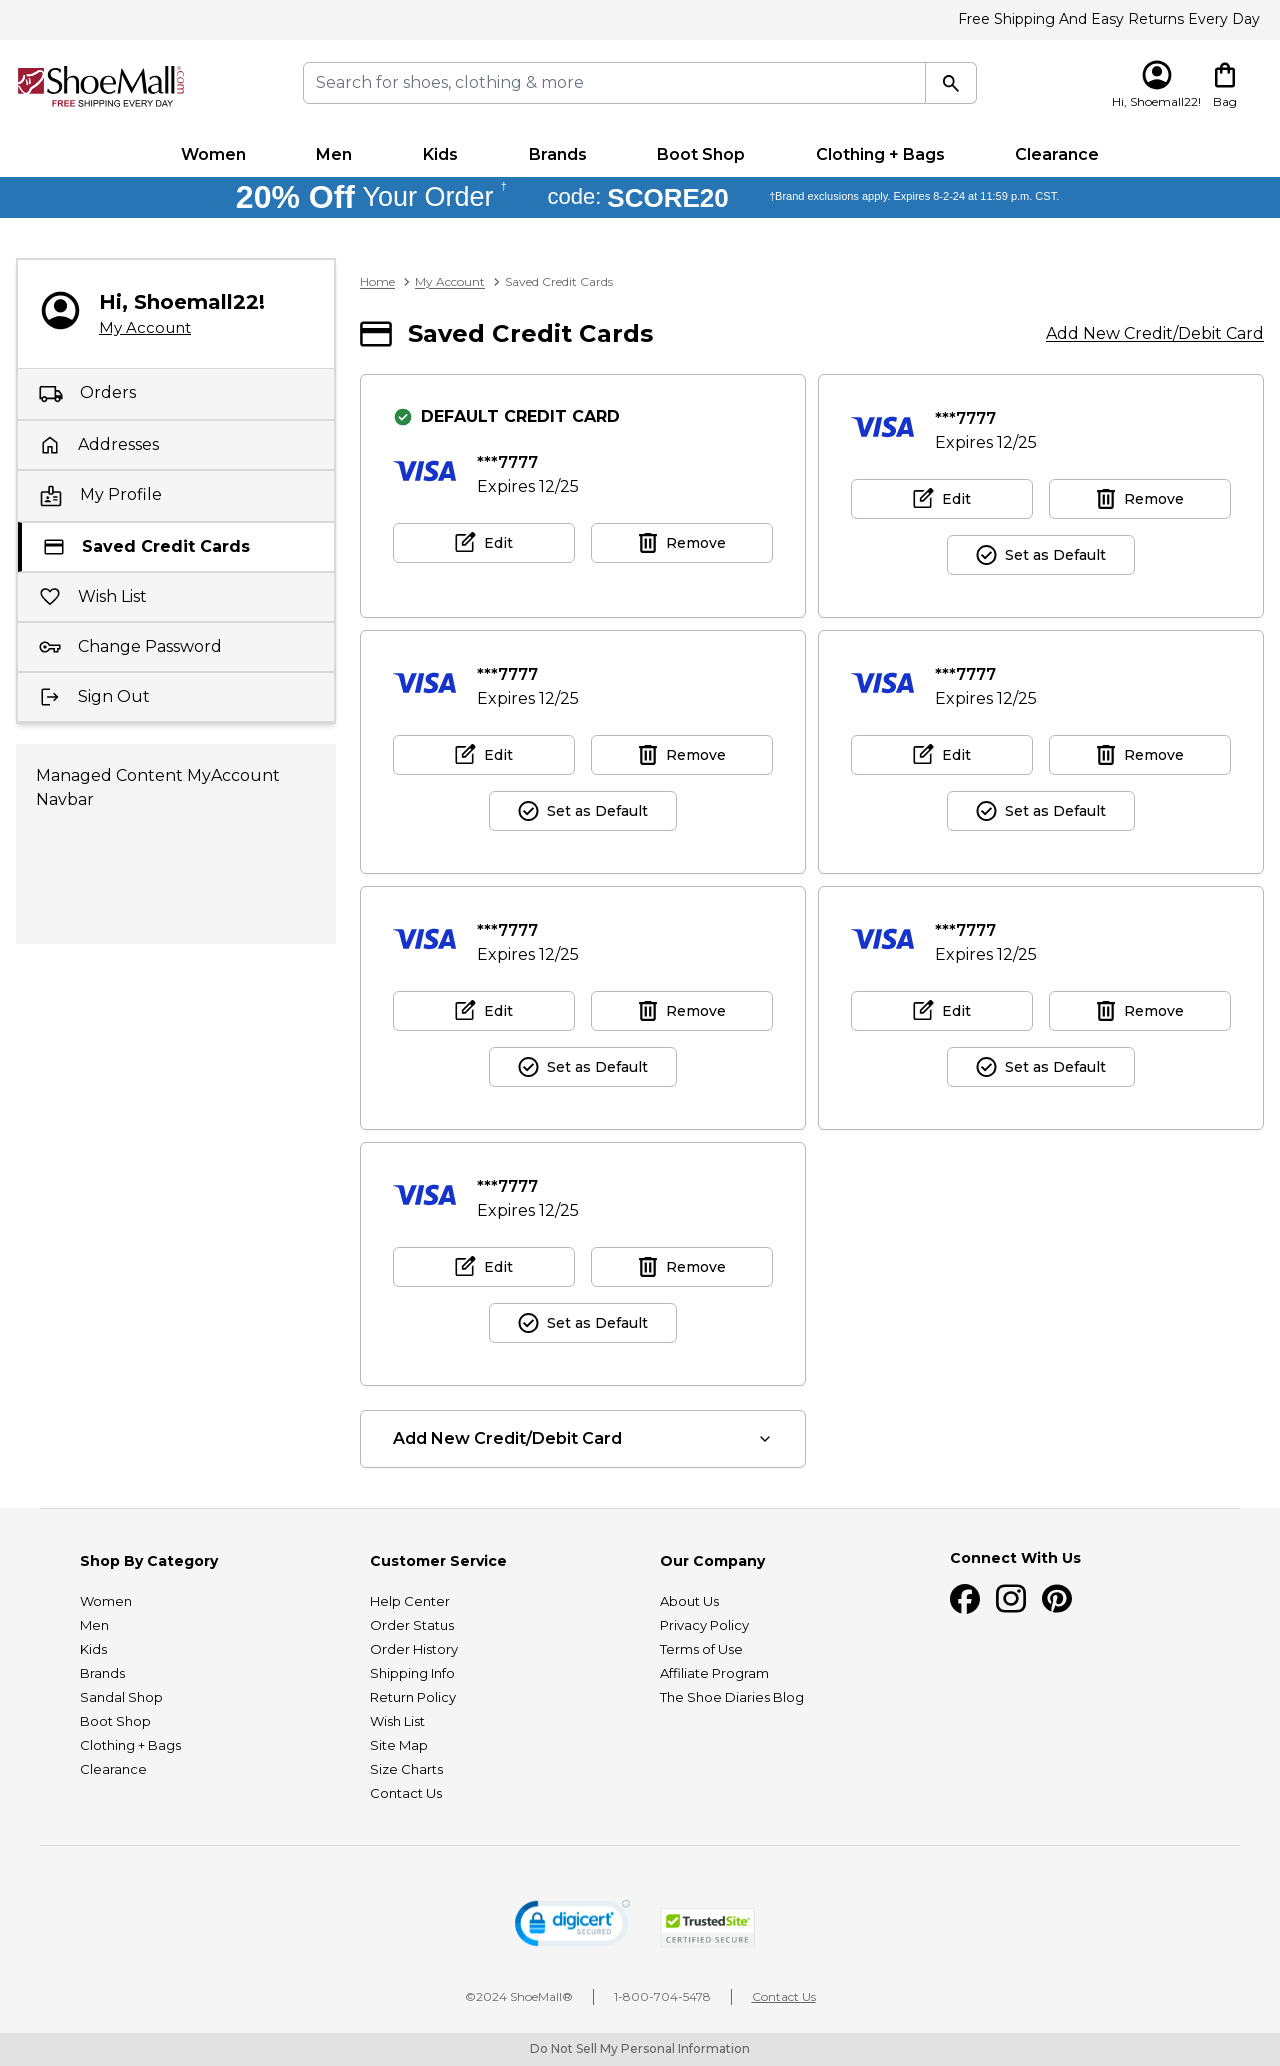 Free Shipping And Easy Returns Every Day
ShoeMall.com
FREE SHIPPING EVERY DAY
Search for shoes, clothing & more
Hi, Shoemall22!
Bag
Women
Men
Kids
Brands
Boot Shop
Clothing + Bags
Clearance
20% Off Your Order †
code: SCORE20
†Brand exclusions apply. Expires 8-2-24 at 11:59 p.m. CST.
Hi, Shoemall22!
My Account
Orders
Addresses
My Profile
Saved Credit Cards
Wish List
Change Password
Sign Out
Managed Content MyAccount
Navbar
Home > My Account > Saved Credit Cards
Saved Credit Cards
Add New Credit/Debit Card
DEFAULT CREDIT CARD
VISA
***7777
Expires 12/25
Edit
Remove
VISA
***7777
Expires 12/25
Edit
Remove
Set as Default
VISA
***7777
Expires 12/25
Edit
Remove
Set as Default
VISA
***7777
Expires 12/25
Edit
Remove
Set as Default
VISA
***7777
Expires 12/25
Edit
Remove
Set as Default
VISA
***7777
Expires 12/25
Edit
Remove
Set as Default
VISA
***7777
Expires 12/25
Edit
Remove
Set as Default
Add New Credit/Debit Card
Shop By Category
Women
Men
Kids
Brands
Sandal Shop
Boot Shop
Clothing + Bags
Clearance
Customer Service
Help Center
Order Status
Order History
Shipping Info
Return Policy
Wish List
Site Map
Size Charts
Contact Us
Our Company
About Us
Privacy Policy
Terms of Use
Affiliate Program
The Shoe Diaries Blog
Connect With Us
digicert
SECURED
TrustedSite
CERTIFIED SECURE
©2024 ShoeMall®
1-800-704-5478
Contact Us
Do Not Sell My Personal Information